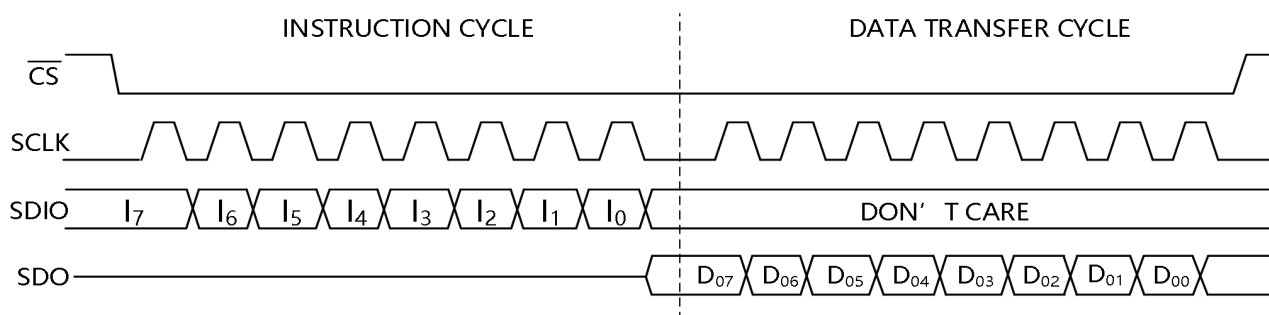 INSTRUCTION CYCLE DATA TRANSFER CYCLE
CS
SCLK
SDIO I7 I6 I5 I4 I3 I2 I1 I0 DON'T CARE
SDO D07 D06 D05 D04 D03 D02 D01 D00